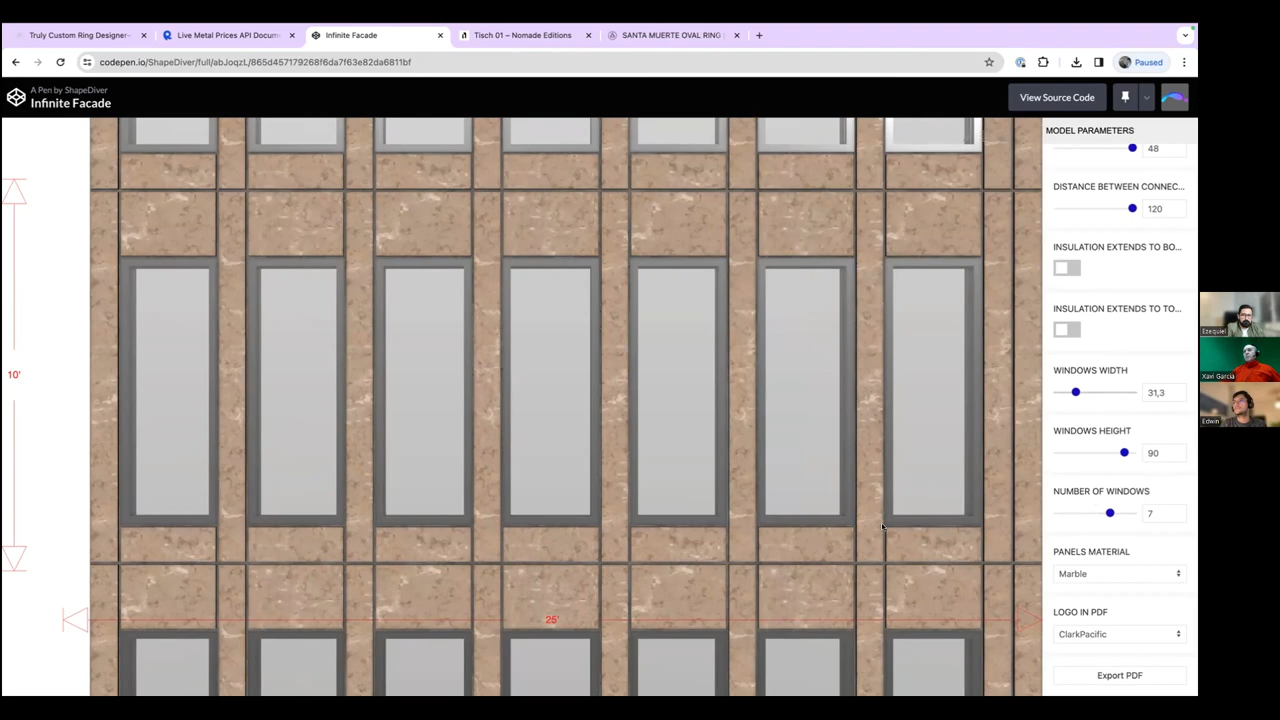 Truly Custom Ring Designer-
Live Metal Prices API Docum
Infinite Facade
Tisch 01 – Nomade Editions
SANTA MUERTE OVAL RING
codepen.io/ShapeDiver/full/abJoqzL/865d457179268f6da7f63e82da6811bf
Paused
A Pen by ShapeDiver
Infinite Facade
View Source Code
MODEL PARAMETERS
48
DISTANCE BETWEEN CONNEC...
120
INSULATION EXTENDS TO BO...
INSULATION EXTENDS TO TO...
WINDOWS WIDTH
31,3
WINDOWS HEIGHT
90
NUMBER OF WINDOWS
7
PANELS MATERIAL
Marble
LOGO IN PDF
ClarkPacific
Export PDF
10'
25'
Ezequiel
Xavi Garcia
Edwin